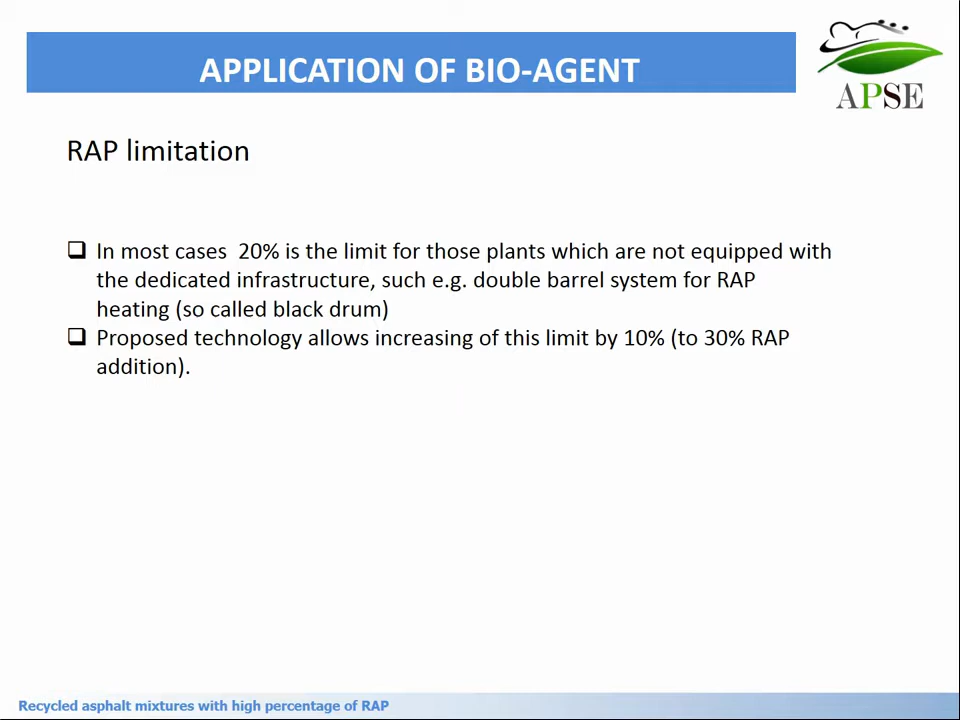 APPLICATION OF BIO-AGENT
APSE
RAP limitation
In most cases 20% is the limit for those plants which are not equipped with
the dedicated infrastructure, such e.g. double barrel system for RAP
heating (so called black drum)
Proposed technology allows increasing of this limit by 10% (to 30% RAP
addition).
Recycled asphalt mixtures with high percentage of RAP